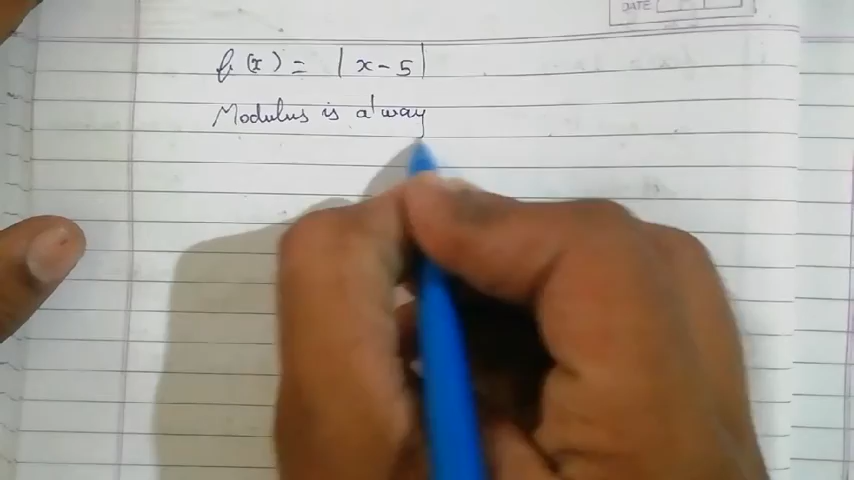 DATE
f(x) = |x-5|
Modulus is alway